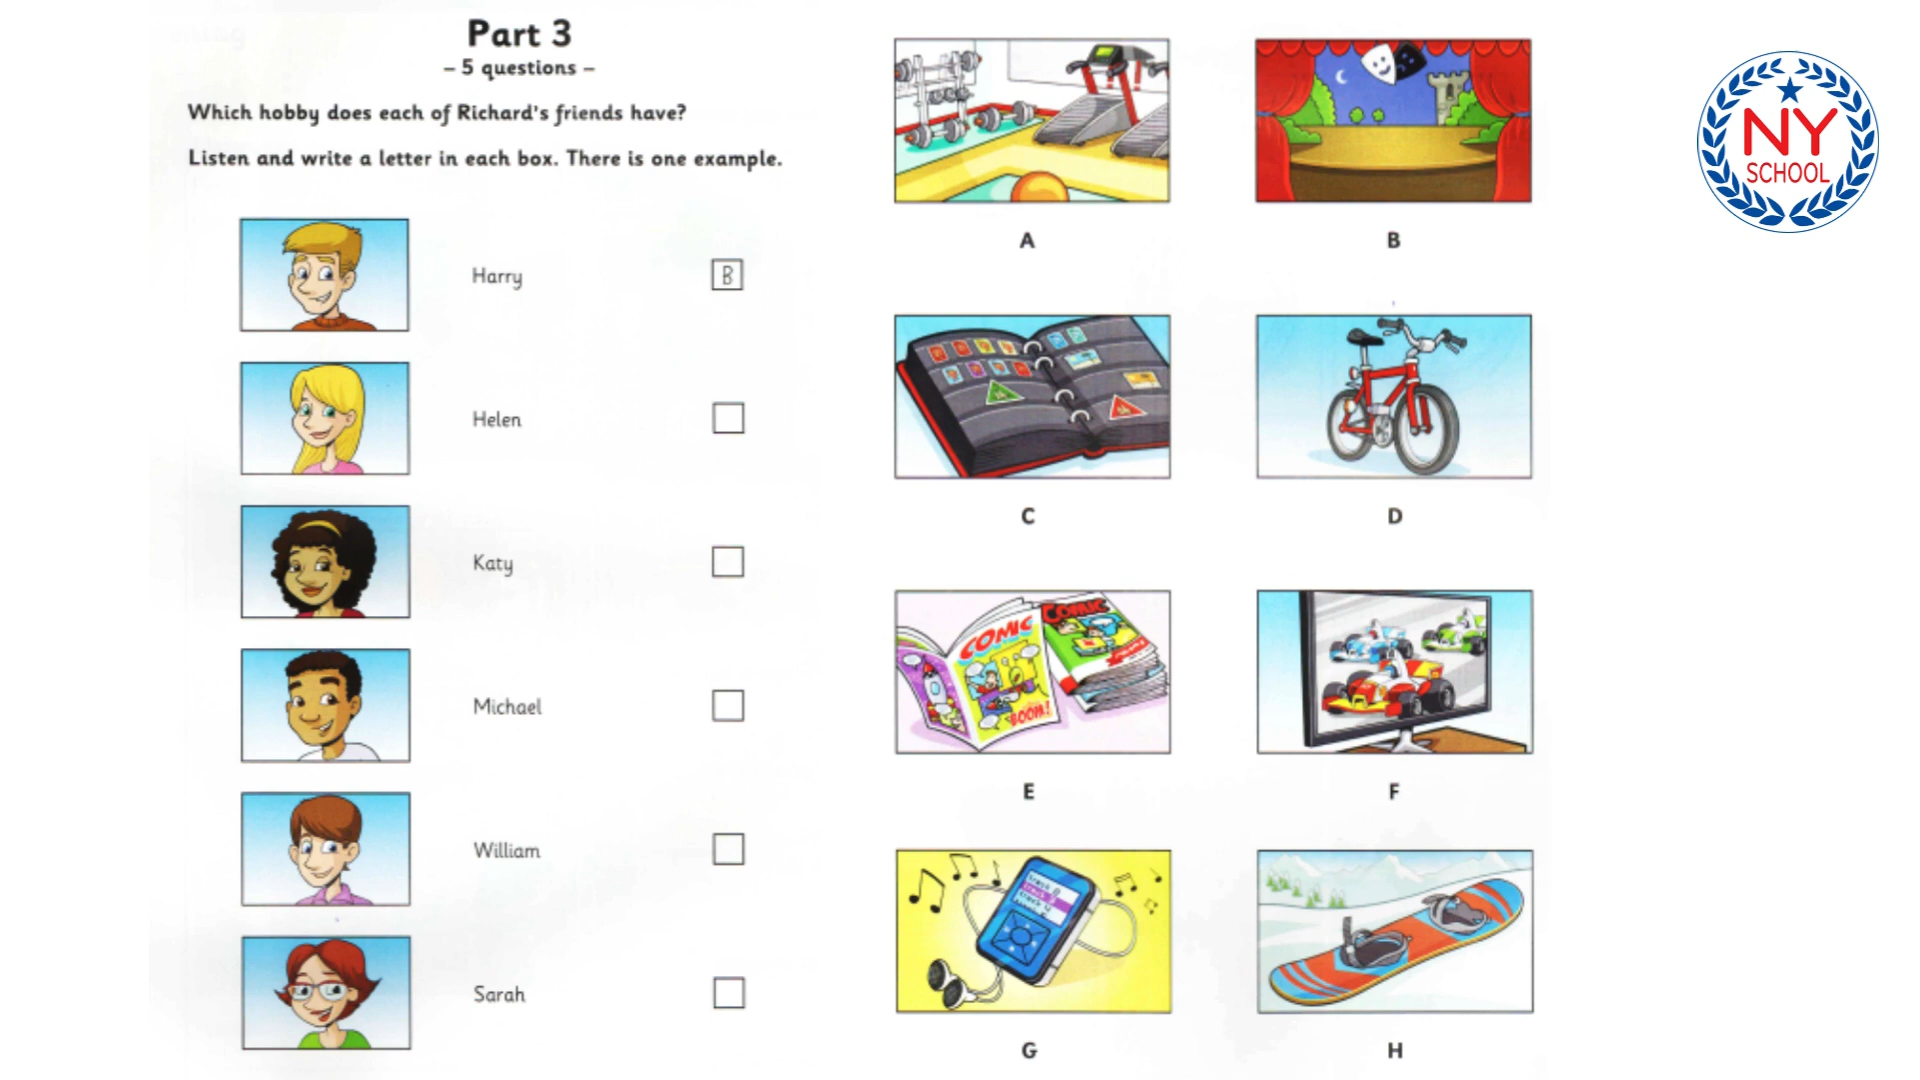 Part 3
– 5 questions –
Which hobby does each of Richard's friends have?
Listen and write a letter in each box. There is one example.
Harry
B
Helen
Katy
Michael
William
Sarah
A
B
C
D
COMIC
BOOM!
COMIC
E
F
G
H
NY
SCHOOL